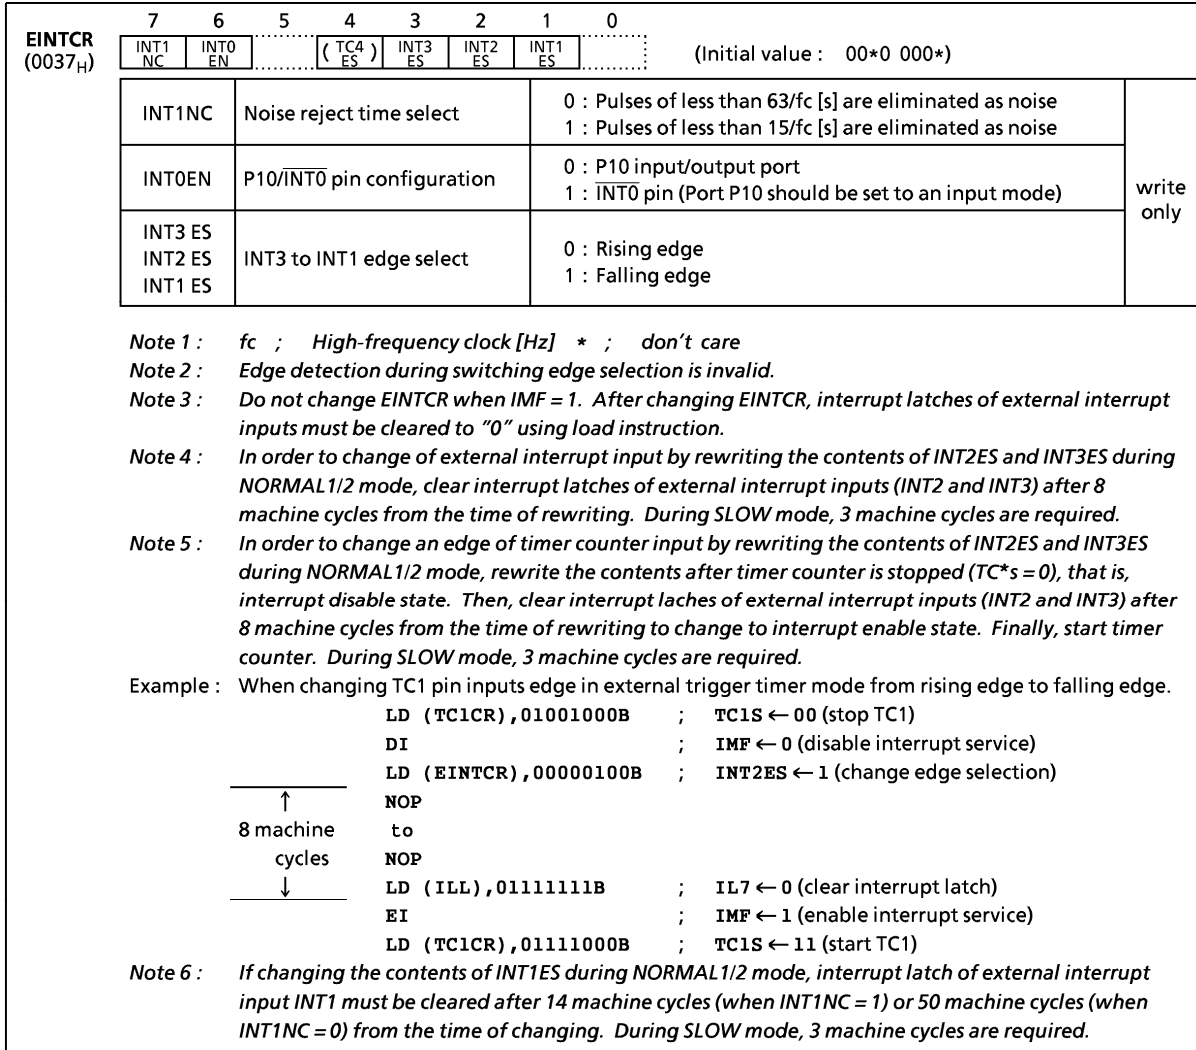 7 6 5 4 3 2 1 0
EINTCR
(0037H)
INT1 NC INT0 EN ( TC4 ES ) INT3 ES INT2 ES INT1 ES (Initial value : 00*0 000*)
INT1NC Noise reject time select 0 : Pulses of less than 63/fc [s] are eliminated as noise
1 : Pulses of less than 15/fc [s] are eliminated as noise
INT0EN P10/INT0 pin configuration 0 : P10 input/output port
1 : INT0 pin (Port P10 should be set to an input mode)
write only
INT3 ES
INT2 ES INT3 to INT1 edge select 0 : Rising edge
INT1 ES 1 : Falling edge
Note 1 : fc ; High-frequency clock [Hz] * ; don't care
Note 2 : Edge detection during switching edge selection is invalid.
Note 3 : Do not change EINTCR when IMF = 1. After changing EINTCR, interrupt latches of external interrupt
inputs must be cleared to "0" using load instruction.
Note 4 : In order to change of external interrupt input by rewriting the contents of INT2ES and INT3ES during
NORMAL1/2 mode, clear interrupt latches of external interrupt inputs (INT2 and INT3) after 8
machine cycles from the time of rewriting. During SLOW mode, 3 machine cycles are required.
Note 5 : In order to change an edge of timer counter input by rewriting the contents of INT2ES and INT3ES
during NORMAL1/2 mode, rewrite the contents after timer counter is stopped (TC*s = 0), that is,
interrupt disable state. Then, clear interrupt laches of external interrupt inputs (INT2 and INT3) after
8 machine cycles from the time of rewriting to change to interrupt enable state. Finally, start timer
counter. During SLOW mode, 3 machine cycles are required.
Example : When changing TC1 pin inputs edge in external trigger timer mode from rising edge to falling edge.
LD (TC1CR),01001000B ; TC1S ← 00 (stop TC1)
DI ; IMF ← 0 (disable interrupt service)
LD (EINTCR),00000100B ; INT2ES ← 1 (change edge selection)
↑ NOP
8 machine to
cycles NOP
↓ LD (ILL),01111111B ; IL7 ← 0 (clear interrupt latch)
EI ; IMF ← 1 (enable interrupt service)
LD (TC1CR),01111000B ; TC1S ← 11 (start TC1)
Note 6 : If changing the contents of INT1ES during NORMAL1/2 mode, interrupt latch of external interrupt
input INT1 must be cleared after 14 machine cycles (when INT1NC = 1) or 50 machine cycles (when
INT1NC = 0) from the time of changing. During SLOW mode, 3 machine cycles are required.